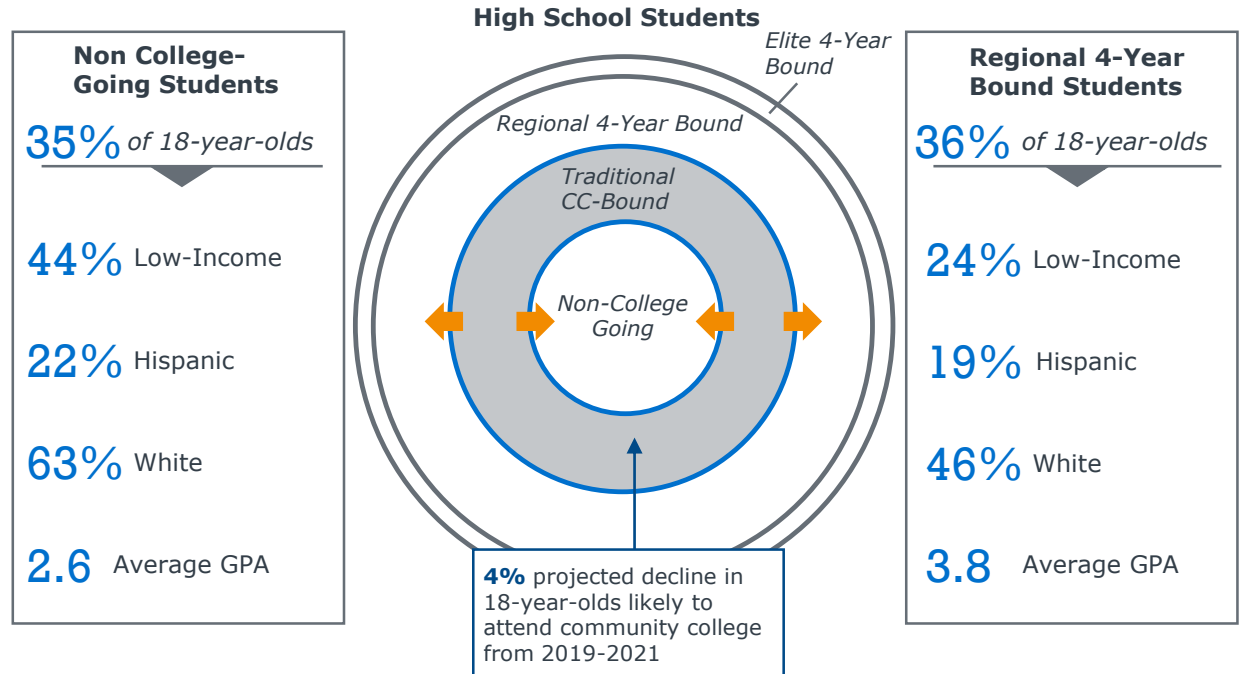 High School Students
Non College-
Going Students
35% of 18-year-olds
44% Low-Income
22% Hispanic
63% White
2.6 Average GPA
Elite 4-Year
Bound
Regional 4-Year Bound
Traditional
CC-Bound
Non-College
Going
4% projected decline in
18-year-olds likely to
attend community college
from 2019-2021
Regional 4-Year
Bound Students
36% of 18-year-olds
24% Low-Income
19% Hispanic
46% White
3.8 Average GPA